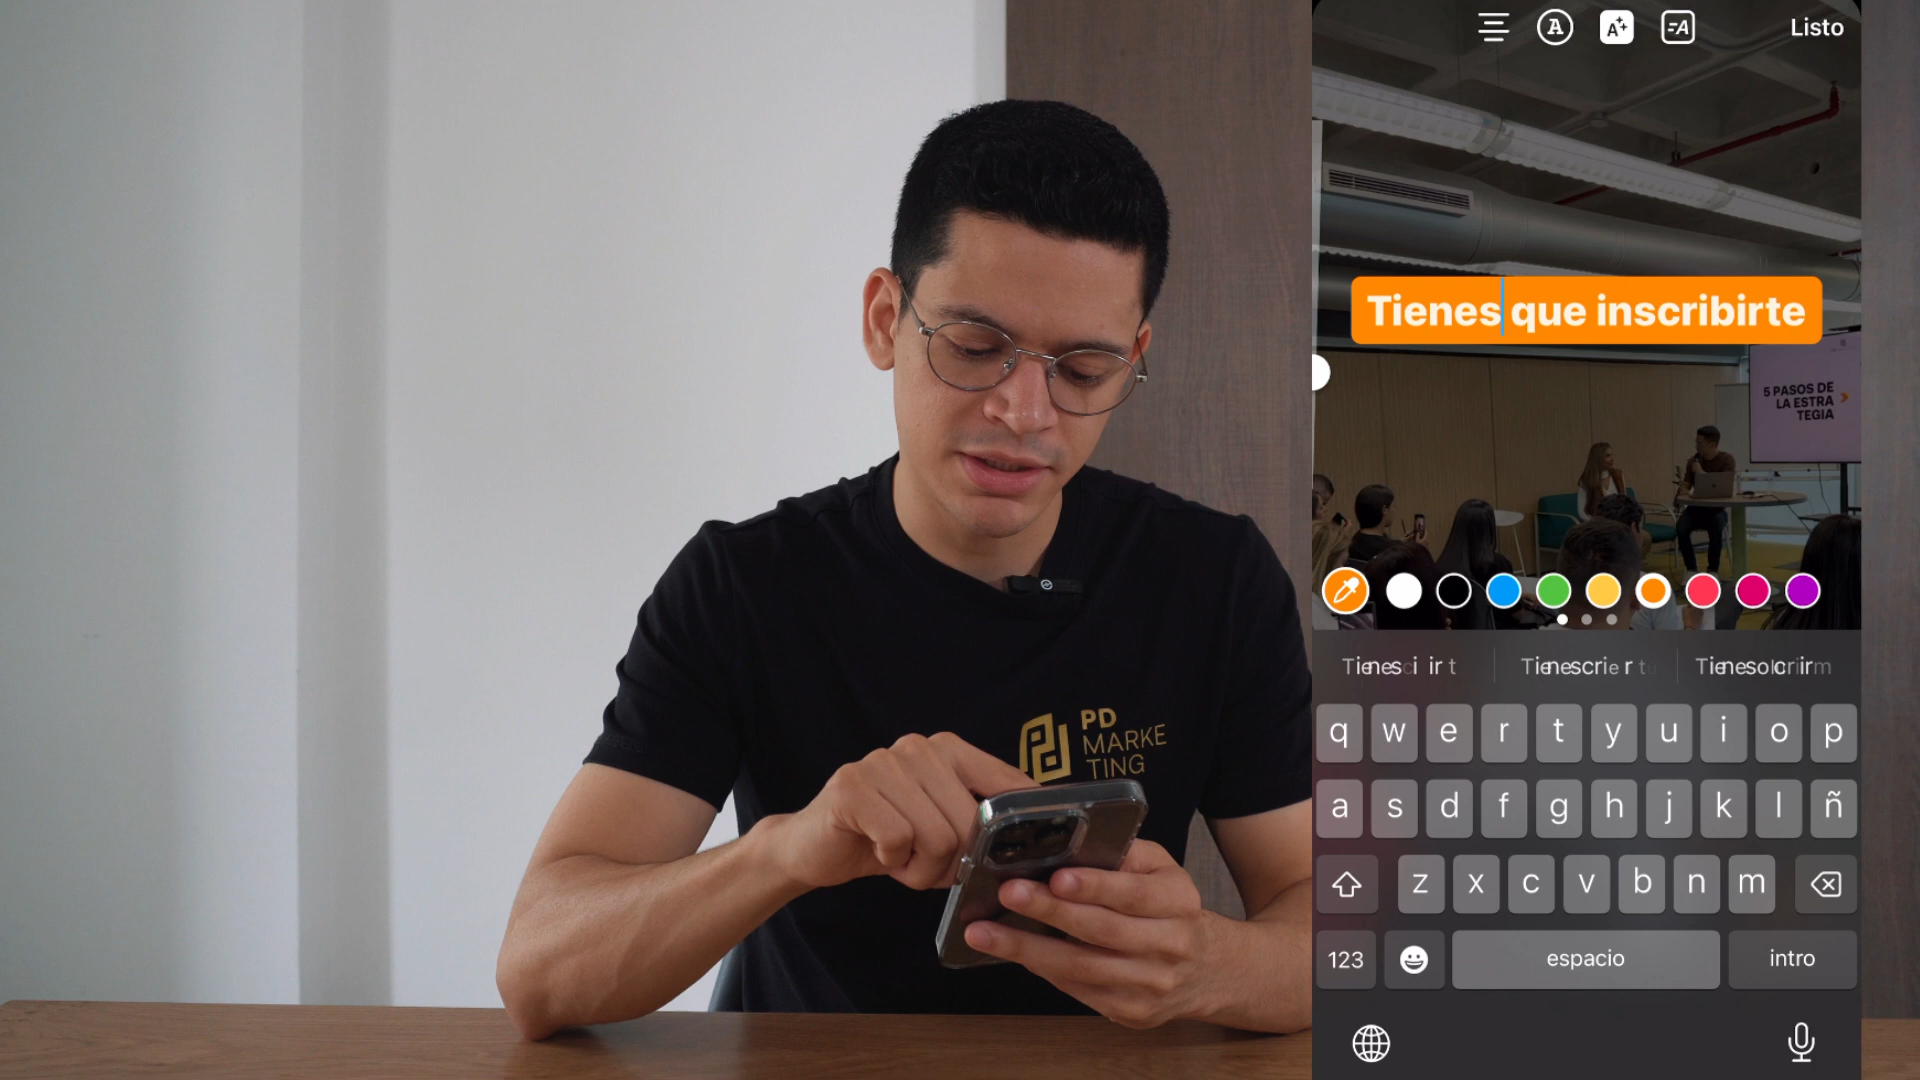 Listo
Tienes que inscribirte
5 PASOS DE
LA ESTRA
TEGIA
PD
MARKE
TING
q w e r t y u i o p
a s d f g h j k l ñ
z x c v b n m
123
espacio
intro